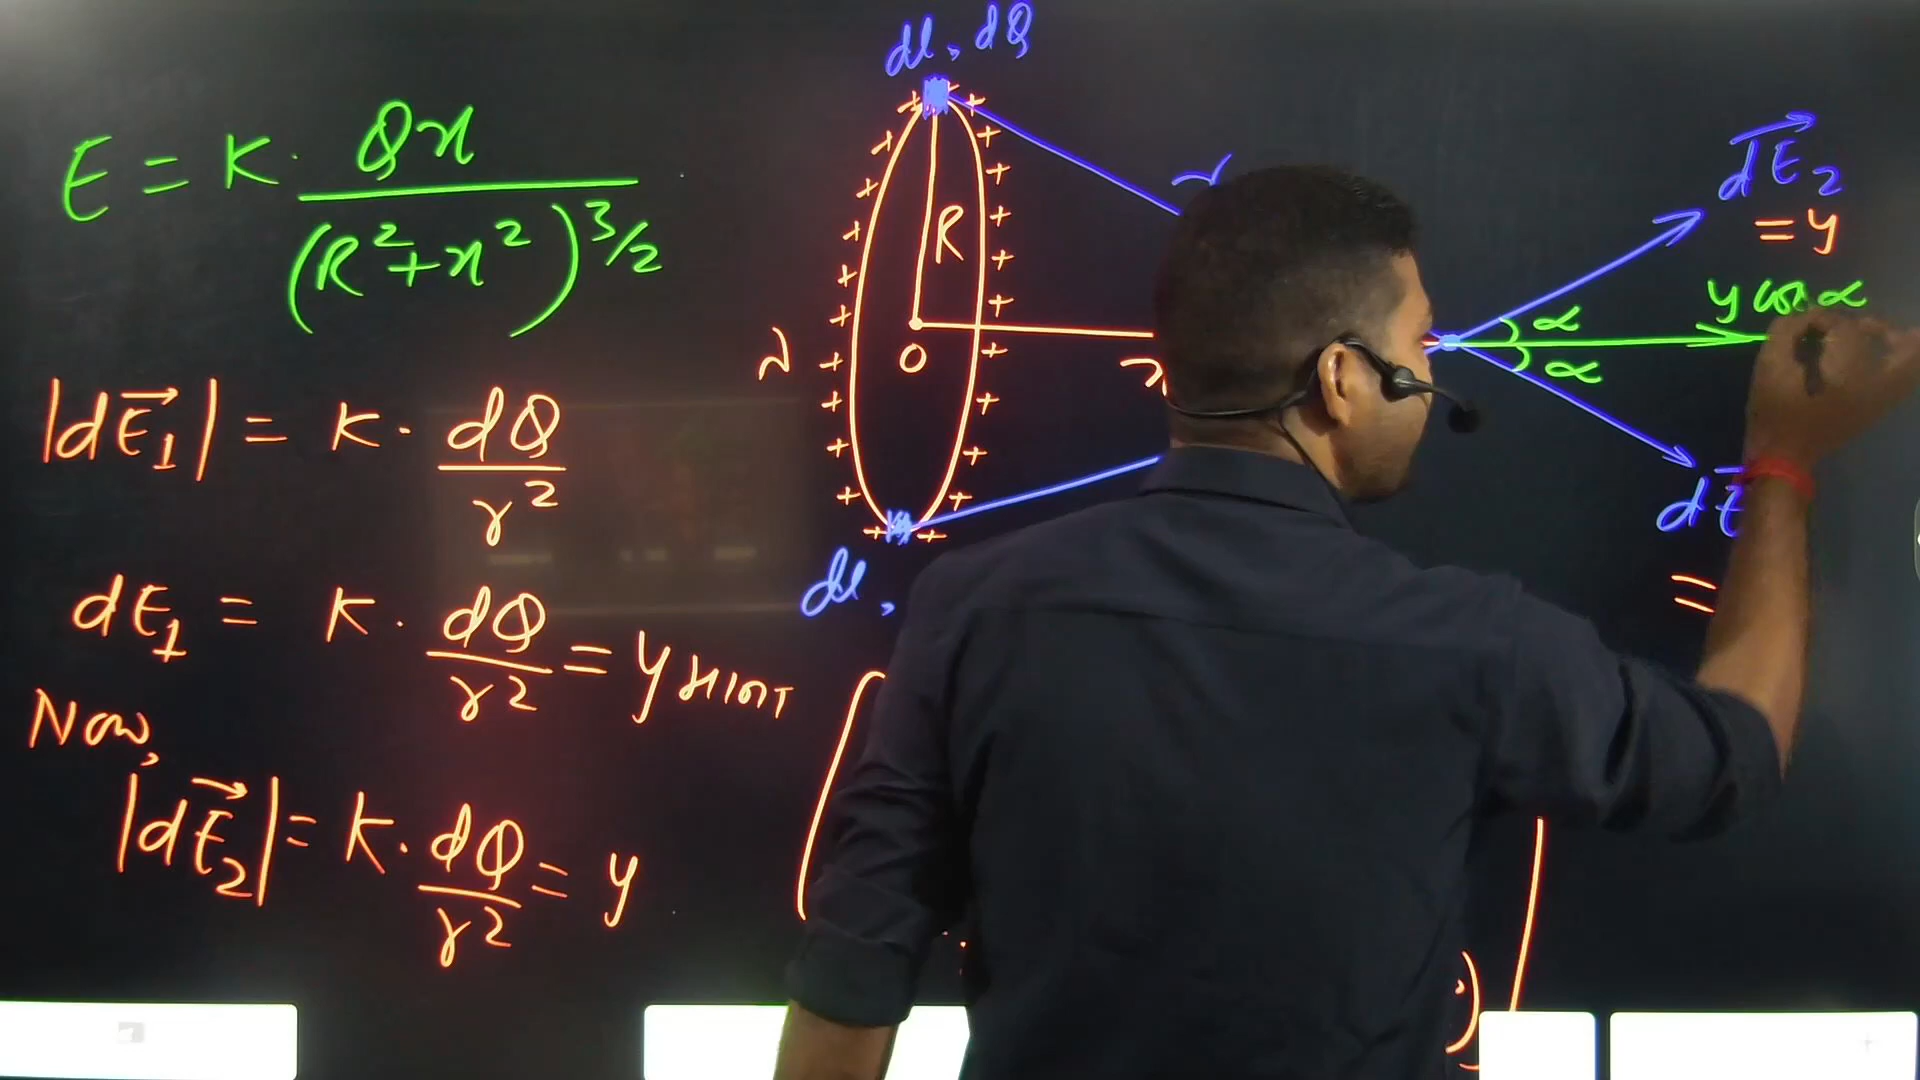 E = K · Qx / (R² + x²)^3/2
|dE₁⃗| = K · dQ / r²
dE₁ = K · dQ / r² = y
Now,
|dE₂⃗| = K · dQ / r² = y
dl, dQ
R
O
λ
dl,
dE₂⃗
= y
y cos α
α
α
dE
=